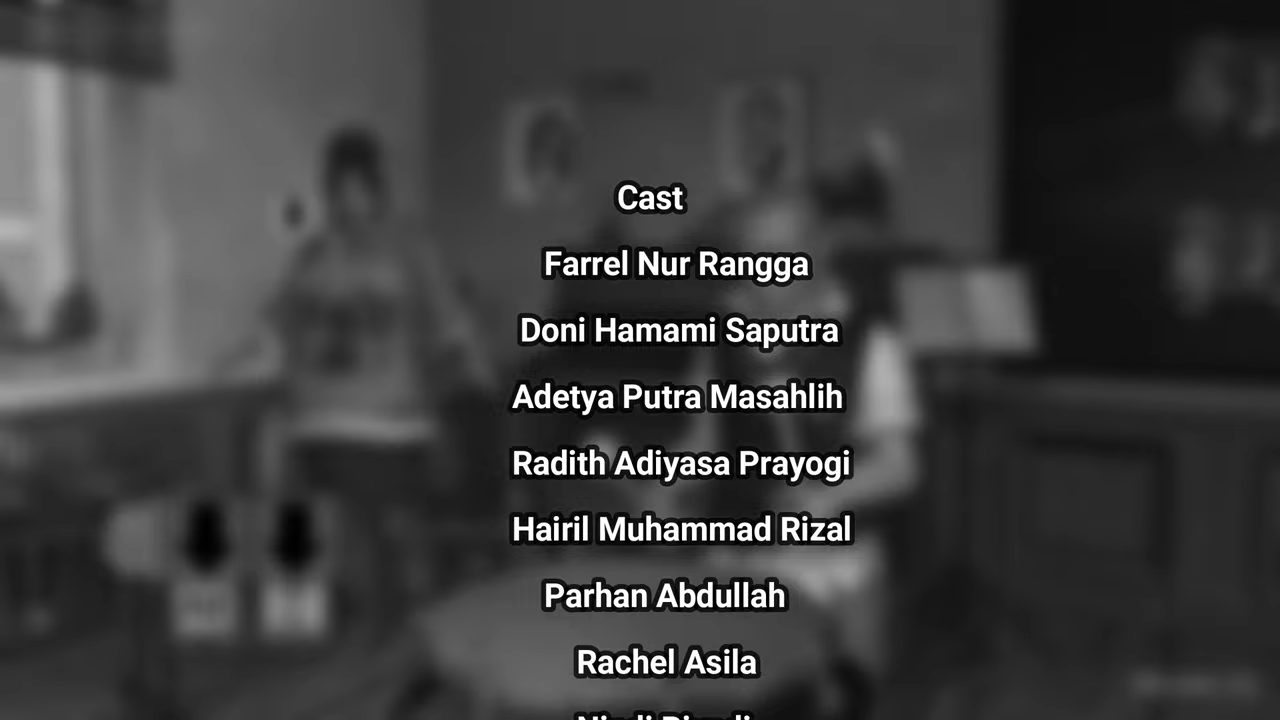 Cast
Farrel Nur Rangga
Doni Hamami Saputra
Adetya Putra Masahlih
Radith Adiyasa Prayogi
Hairil Muhammad Rizal
Parhan Abdullah
Rachel Asila